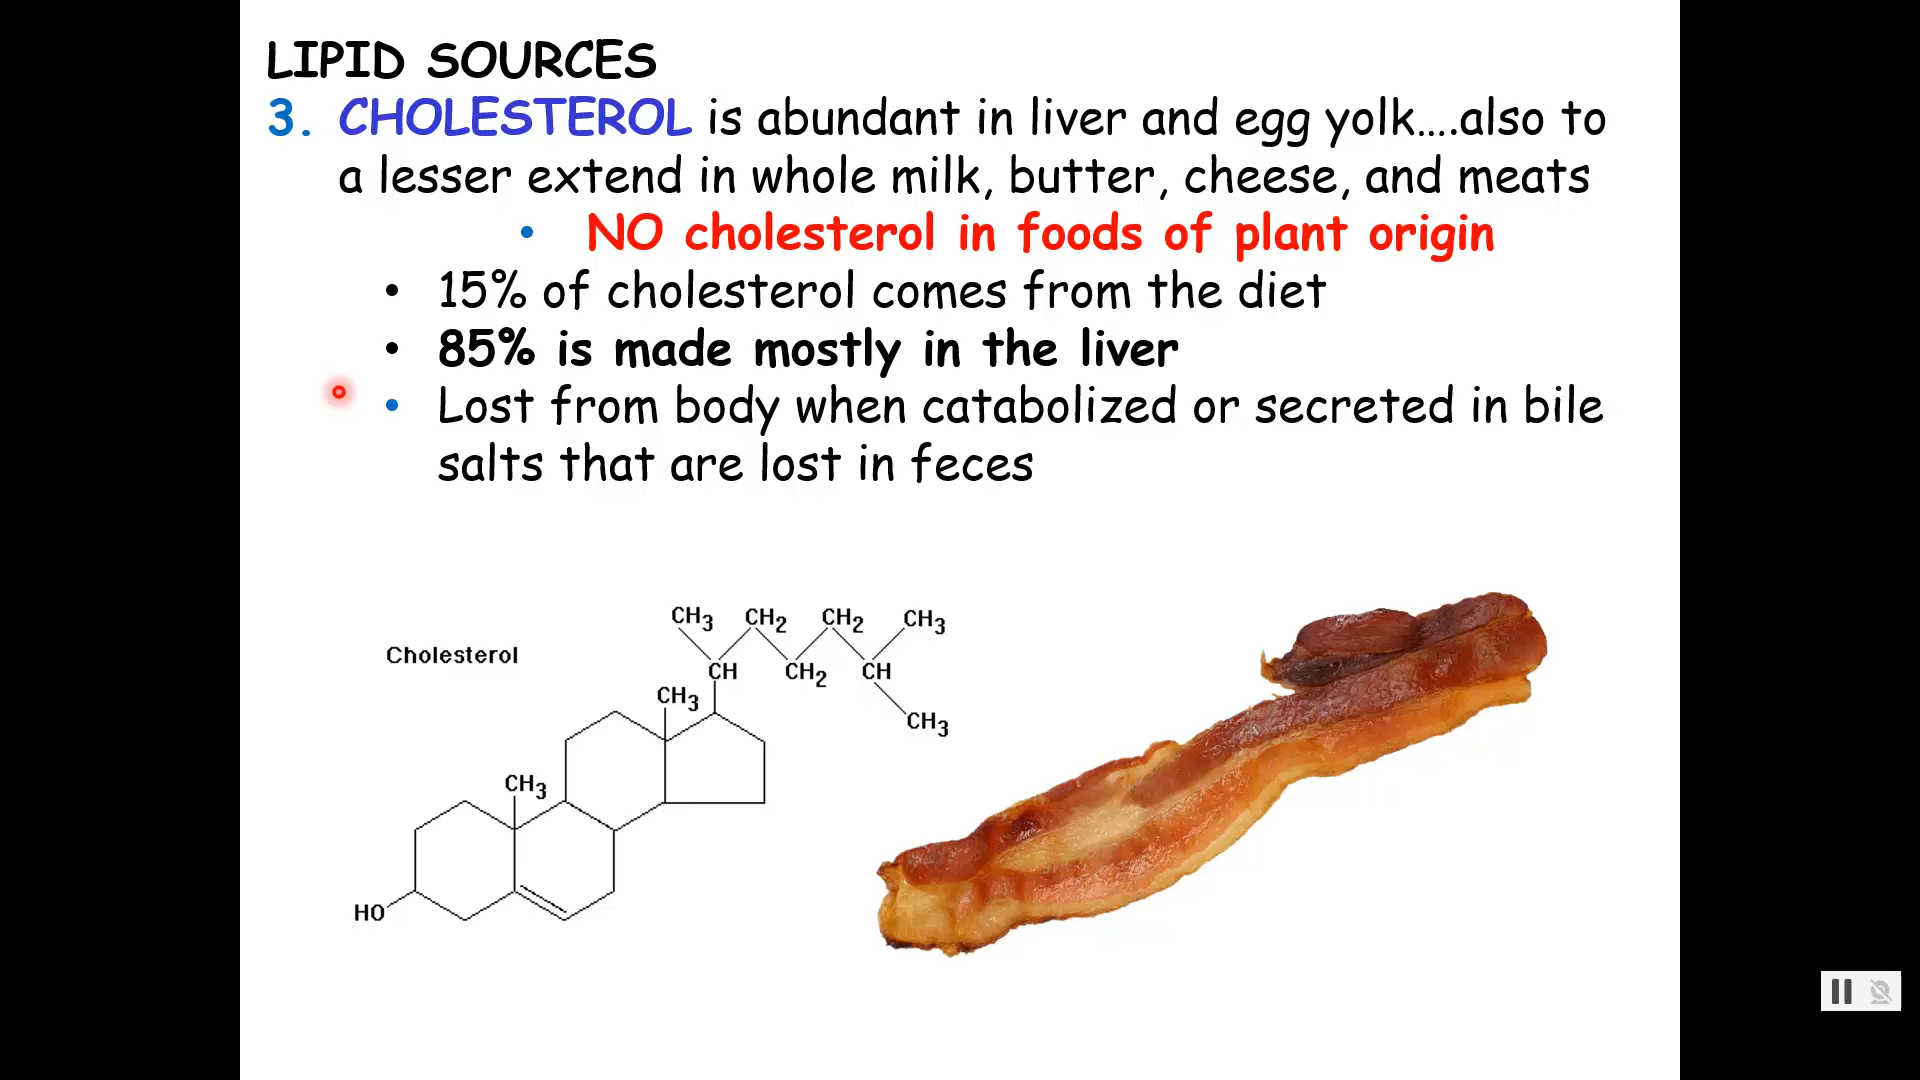 LIPID SOURCES
3. CHOLESTEROL is abundant in liver and egg yolk….also to
a lesser extend in whole milk, butter, cheese, and meats
• NO cholesterol in foods of plant origin
• 15% of cholesterol comes from the diet
• 85% is made mostly in the liver
• Lost from body when catabolized or secreted in bile
salts that are lost in feces
Cholesterol
CH3 CH2 CH2 CH3
CH CH2 CH
CH3
CH3
CH3
HO